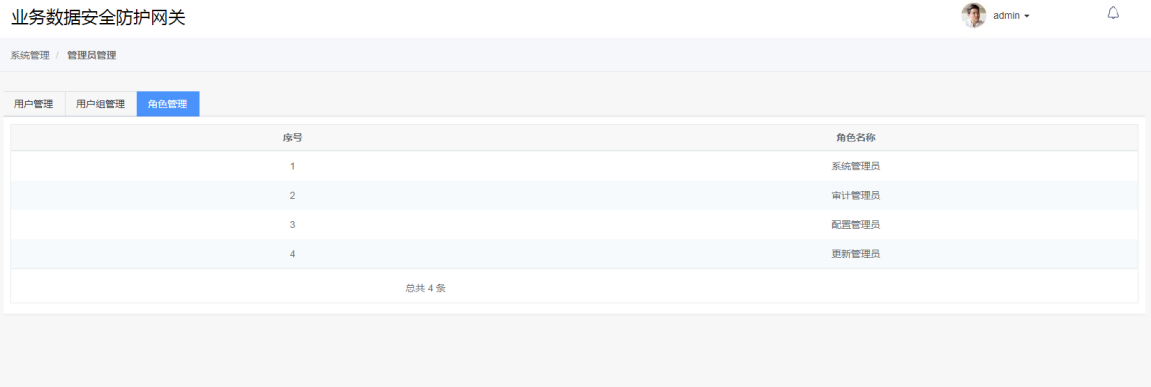 业务数据安全防护网关
admin
系统管理 / 管理员管理
用户管理 用户组管理 角色管理
序号 角色名称
1 系统管理员
2 审计管理员
3 配置管理员
4 更新管理员
总共 4 条